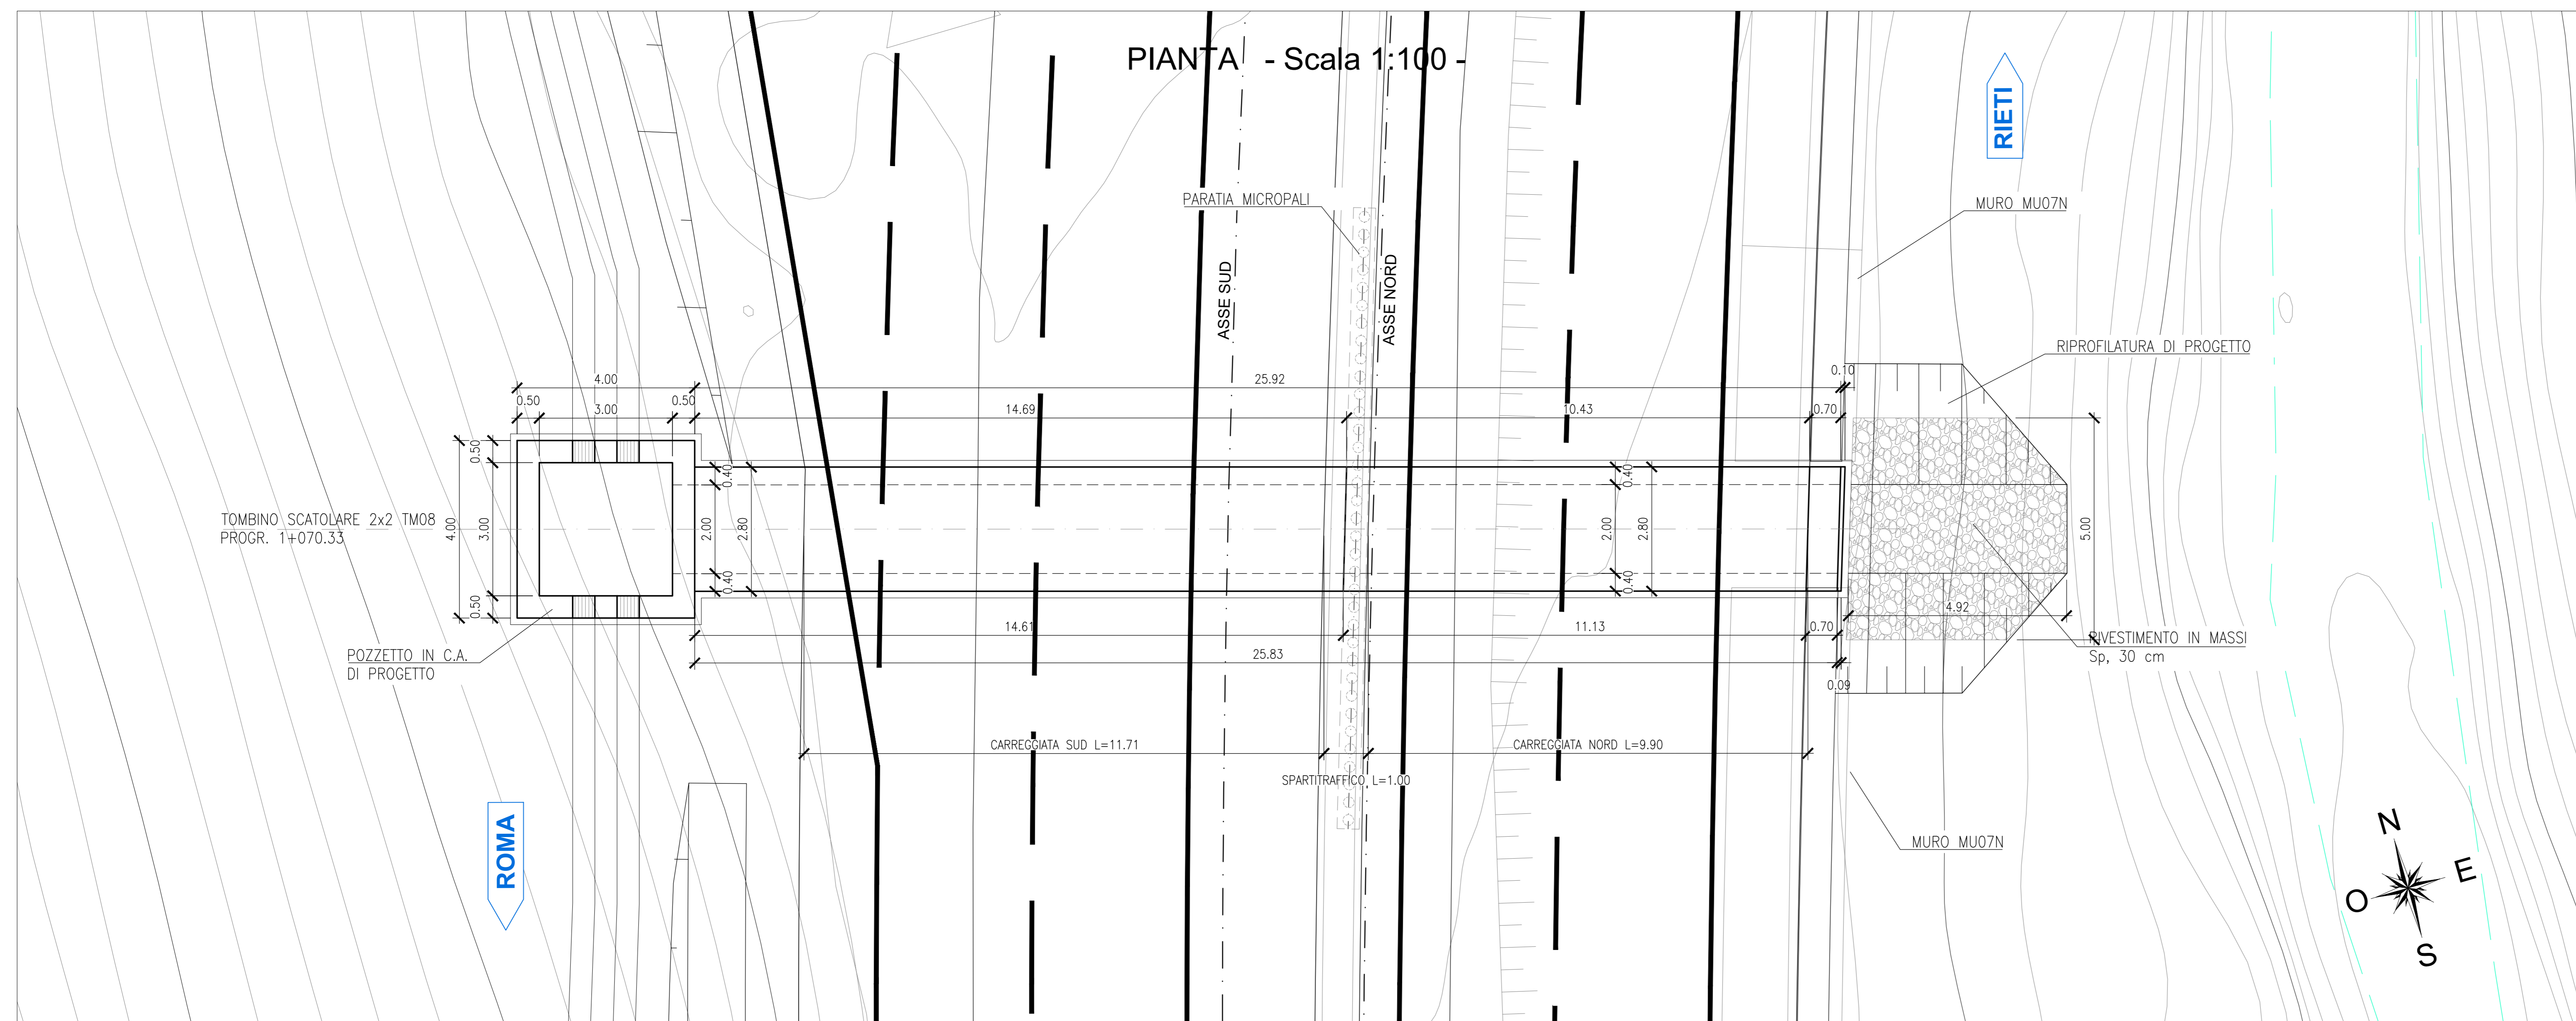 PIANTA - Scala 1:100 -
RIETI
PARATIA MICROPALI
MURO MU07N
ASSE SUD
ASSE NORD
RIPROFILATURA DI PROGETTO
4.00
25.92
0.10
0.50
3.00
0.50
14.69
10.43
0.70
0.50
0.40
0.40
TOMBINO SCATOLARE 2x2 TM08
PROGR. 1+070.33
4.00
3.00
2.00
2.80
2.00
2.80
5.00
0.50
0.40
0.40
4.92
14.61
11.13
0.70
RIVESTIMENTO IN MASSI
Sp, 30 cm
POZZETTO IN C.A.
DI PROGETTO
25.83
0.09
CARREGGIATA SUD L=11.71
CARREGGIATA NORD L=9.90
SPARTITRAFFICO L=1.00
ROMA
MURO MU07N
N
E
O
S